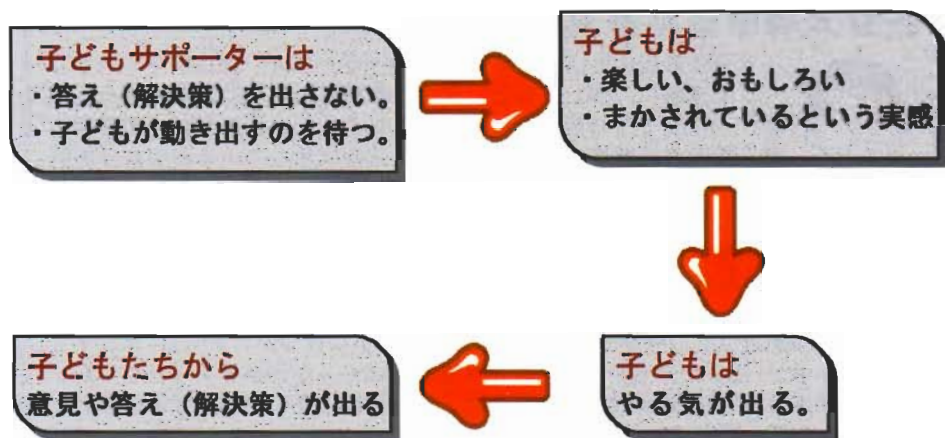 子どもサポーターは
・答え（解決策）を出さない。
・子どもが動き出すのを待つ。
子どもは
・楽しい、おもしろい
・まかされているという実感
子どもは
やる気が出る。
子どもたちから
意見や答え（解決策）が出る